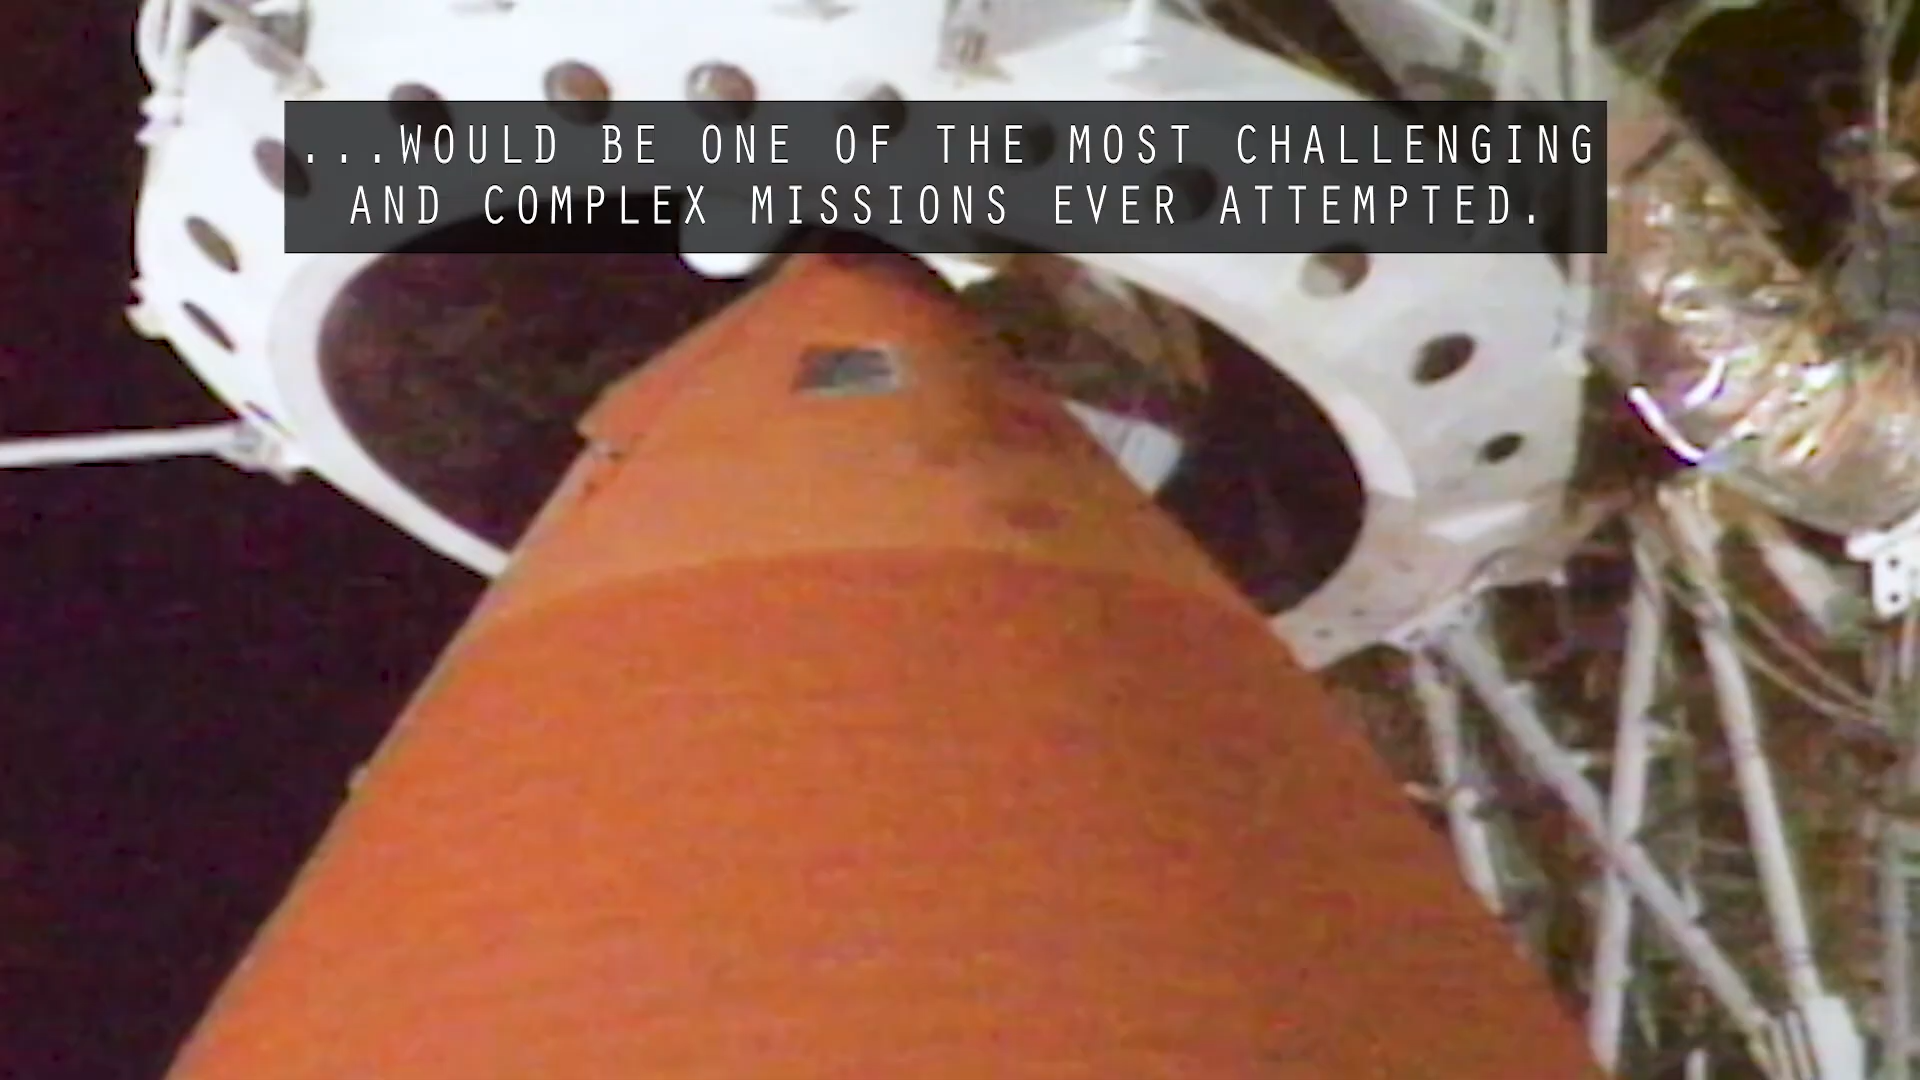 ...WOULD BE ONE OF THE MOST CHALLENGING
AND COMPLEX MISSIONS EVER ATTEMPTED.